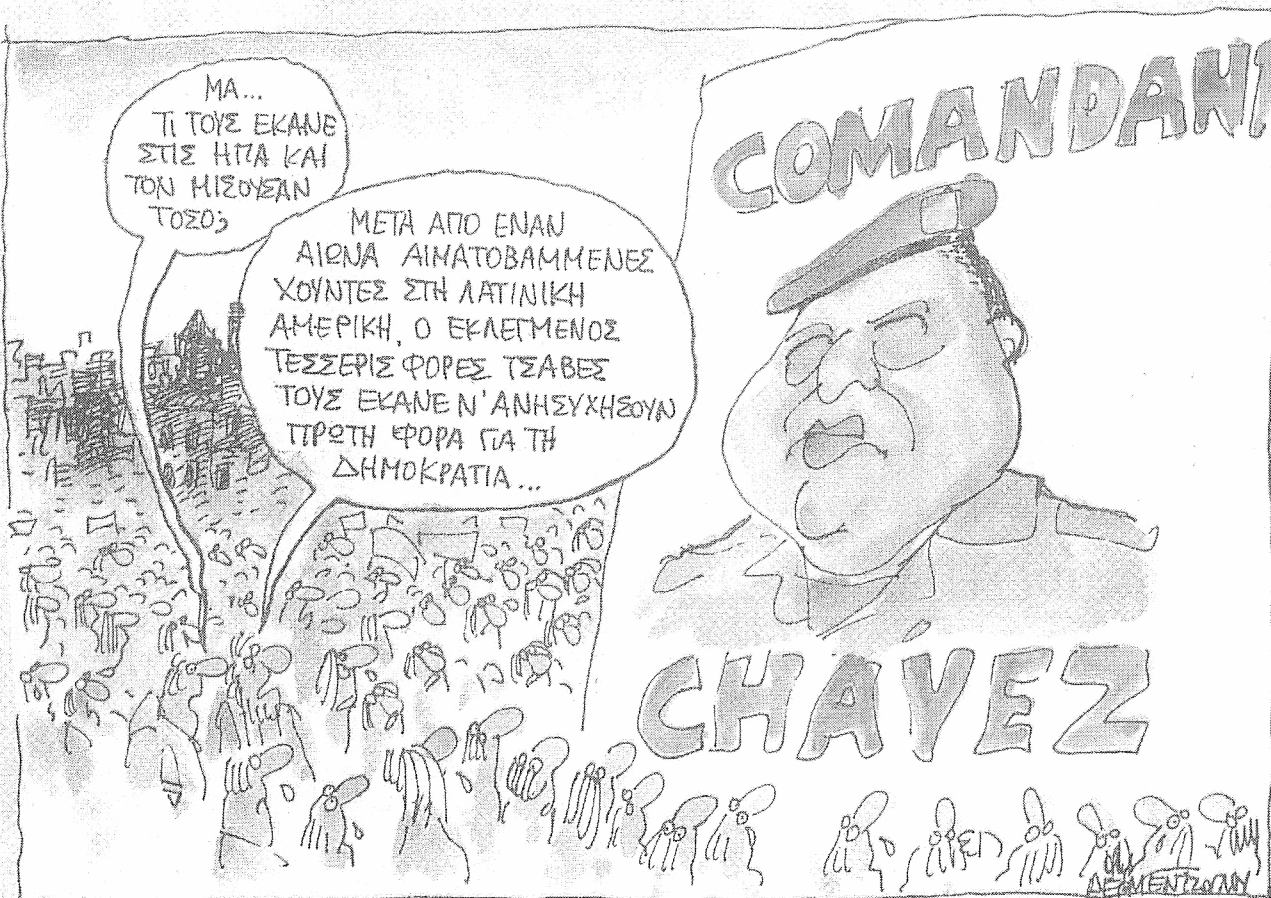 ΜΑ...
ΤΙ ΤΟΥΣ ΕΚΑΝΕ
ΣΤΙΣ ΗΠΑ ΚΑΙ
ΤΟΝ ΜΙΣΟΥΣΑΝ
ΤΟΣΟ;
ΜΕΤΑ ΑΠΟ ΕΝΑΝ
ΑΙΩΝΑ ΑΙΜΑΤΟΒΑΜΜΕΝΕΣ
ΧΟΥΝΤΕΣ ΣΤΗ ΛΑΤΙΝΙΚΗ
ΑΜΕΡΙΚΗ, Ο ΕΚΛΕΓΜΕΝΟΣ
ΤΕΣΣΕΡΙΣ ΦΟΡΕΣ ΤΣΑΒΕΣ
ΤΟΥΣ ΕΚΑΝΕ Ν' ΑΝΗΣΥΧΗΣΟΥΝ
ΠΡΩΤΗ ΦΟΡΑ ΓΙΑ ΤΗ
ΔΗΜΟΚΡΑΤΙΑ...
COMANDAN
CHAVEZ